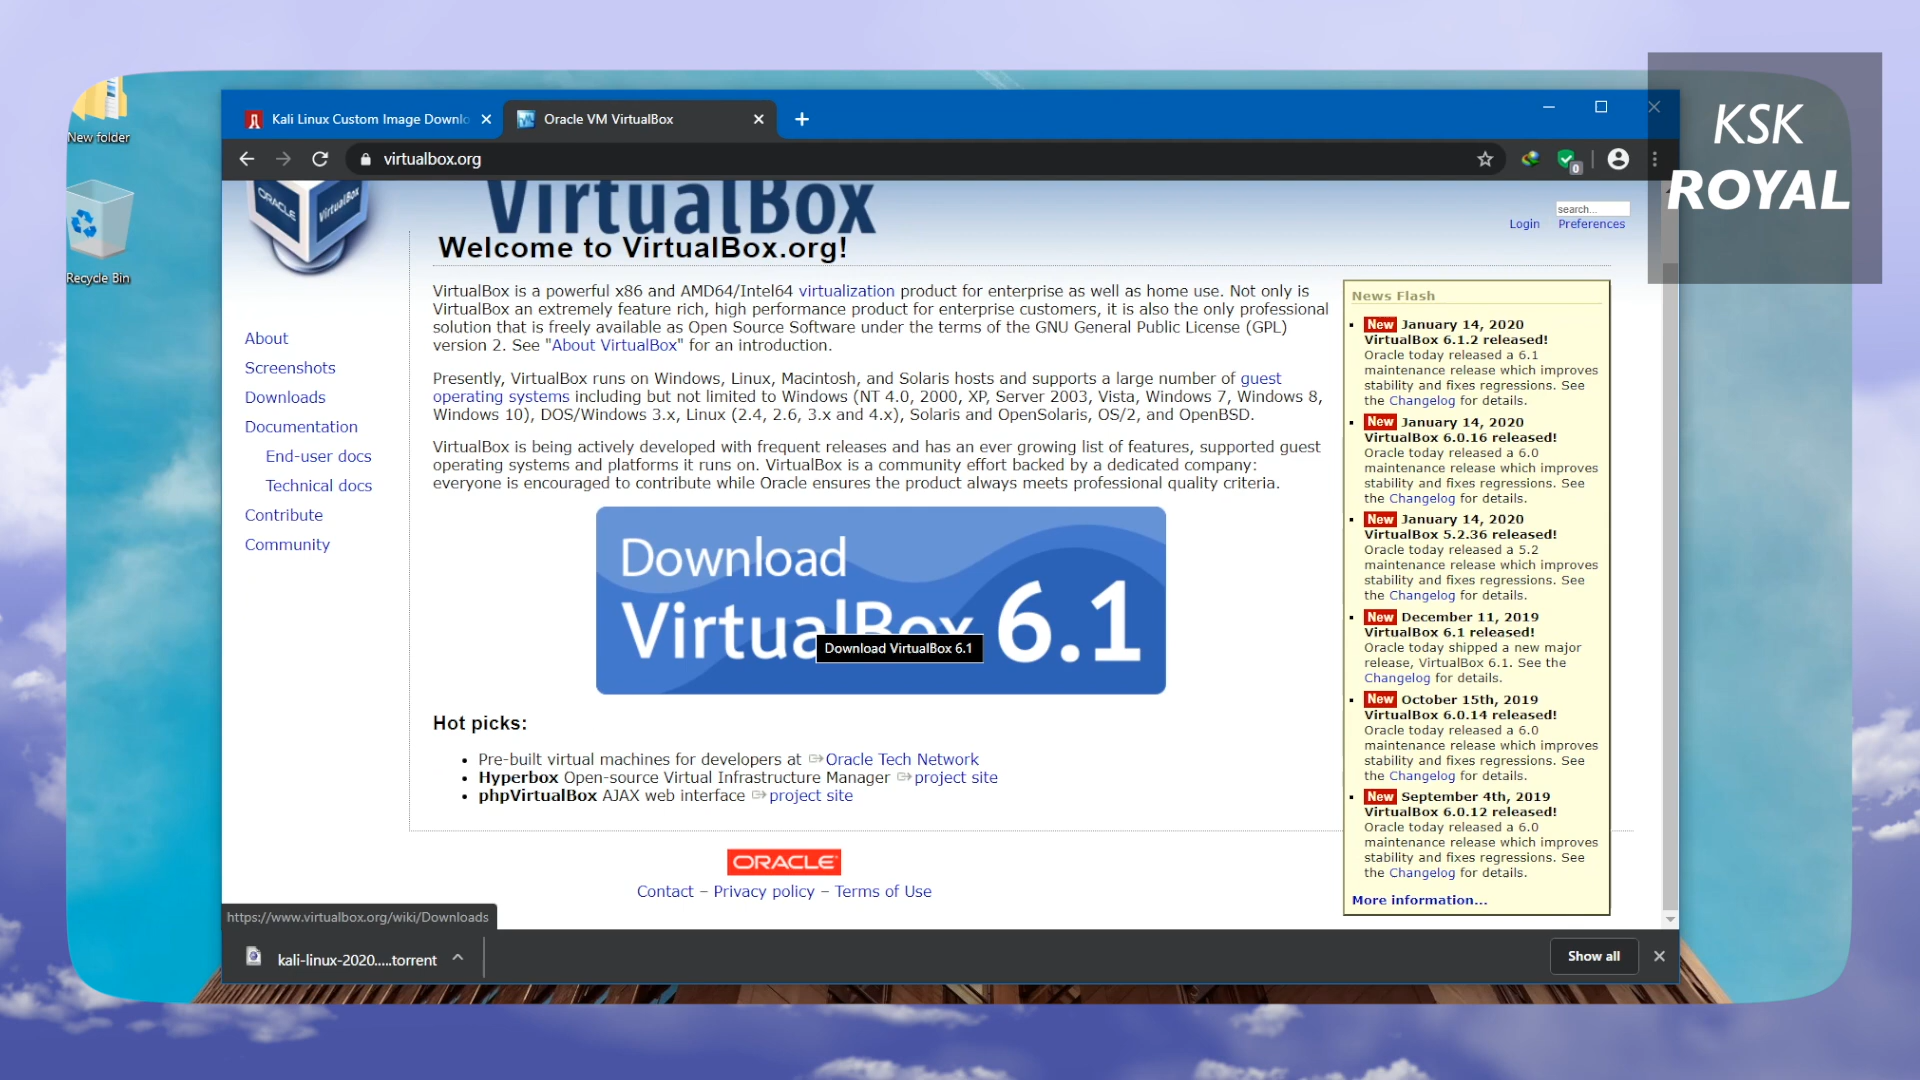 KSK
ROYAL
New folder
Recycle Bin
Kali Linux Custom Image Downlo
Oracle VM VirtualBox
virtualbox.org
0
ORACLE
VirtualBox
VirtualBox
search...
Login
Preferences
Welcome to VirtualBox.org!
About
Screenshots
Downloads
Documentation
End-user docs
Technical docs
Contribute
Community
VirtualBox is a powerful x86 and AMD64/Intel64 virtualization product for enterprise as well as home use. Not only is
VirtualBox an extremely feature rich, high performance product for enterprise customers, it is also the only professional
solution that is freely available as Open Source Software under the terms of the GNU General Public License (GPL)
version 2. See "About VirtualBox" for an introduction.
Presently, VirtualBox runs on Windows, Linux, Macintosh, and Solaris hosts and supports a large number of guest
operating systems including but not limited to Windows (NT 4.0, 2000, XP, Server 2003, Vista, Windows 7, Windows 8,
Windows 10), DOS/Windows 3.x, Linux (2.4, 2.6, 3.x and 4.x), Solaris and OpenSolaris, OS/2, and OpenBSD.
VirtualBox is being actively developed with frequent releases and has an ever growing list of features, supported guest
operating systems and platforms it runs on. VirtualBox is a community effort backed by a dedicated company:
everyone is encouraged to contribute while Oracle ensures the product always meets professional quality criteria.
Download
VirtualBox 6.1
Download VirtualBox 6.1
Hot picks:
• Pre-built virtual machines for developers at Oracle Tech Network
• Hyperbox Open-source Virtual Infrastructure Manager project site
• phpVirtualBox AJAX web interface project site
News Flash
New January 14, 2020
VirtualBox 6.1.2 released!
Oracle today released a 6.1
maintenance release which improves
stability and fixes regressions. See
the Changelog for details.
New January 14, 2020
VirtualBox 6.0.16 released!
Oracle today released a 6.0
maintenance release which improves
stability and fixes regressions. See
the Changelog for details.
New January 14, 2020
VirtualBox 5.2.36 released!
Oracle today released a 5.2
maintenance release which improves
stability and fixes regressions. See
the Changelog for details.
New December 11, 2019
VirtualBox 6.1 released!
Oracle today shipped a new major
release, VirtualBox 6.1. See the
Changelog for details.
New October 15th, 2019
VirtualBox 6.0.14 released!
Oracle today released a 6.0
maintenance release which improves
stability and fixes regressions. See
the Changelog for details.
New September 4th, 2019
VirtualBox 6.0.12 released!
Oracle today released a 6.0
maintenance release which improves
stability and fixes regressions. See
the Changelog for details.
More information...
ORACLE
Contact – Privacy policy – Terms of Use
https://www.virtualbox.org/wiki/Downloads
kali-linux-2020.....torrent
Show all